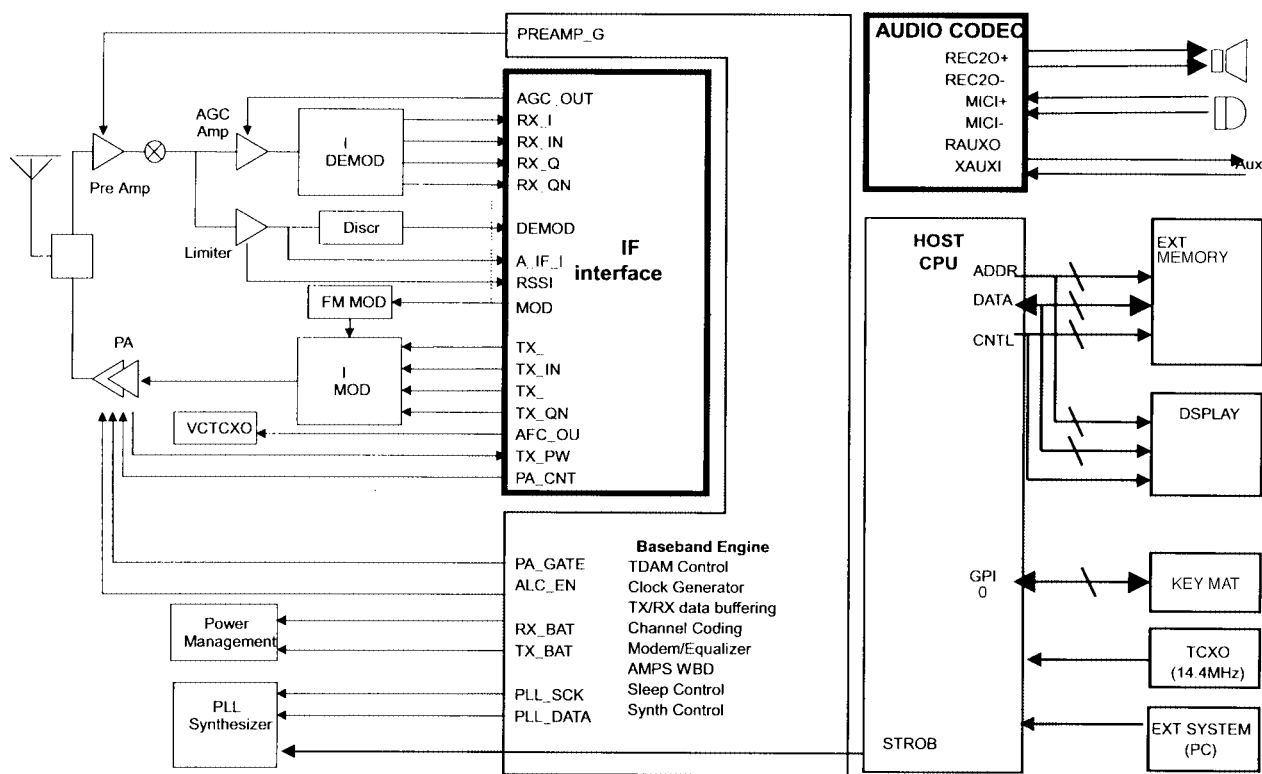 PREAMP_G
AUDIO CODEC
REC2O+
REC2O-
MICI+
MICI-
RAUXO
XAUXI
Aux
AGC_OUT
RX_I
RX_IN
RX_Q
RX_QN
DEMOD
A_IF_I
RSSI
MOD
TX_
TX_IN
TX_
TX_QN
AFC_OU
TX_PW
PA_CNT
IF
interface
AGC
Amp
I
DEMOD
Pre Amp
Discr
Limiter
FM MOD
I
MOD
PA
VCTCXO
HOST
CPU
ADDR
DATA
CNTL
EXT
MEMORY
DSPLAY
GPI
0
KEY MAT
TCXO
(14.4MHz)
EXT SYSTEM
(PC)
STROB
PA_GATE
ALC_EN
RX_BAT
TX_BAT
PLL_SCK
PLL_DATA
Baseband Engine
TDAM Control
Clock Generator
TX/RX data buffering
Channel Coding
Modem/Equalizer
AMPS WBD
Sleep Control
Synth Control
Power
Management
PLL
Synthesizer